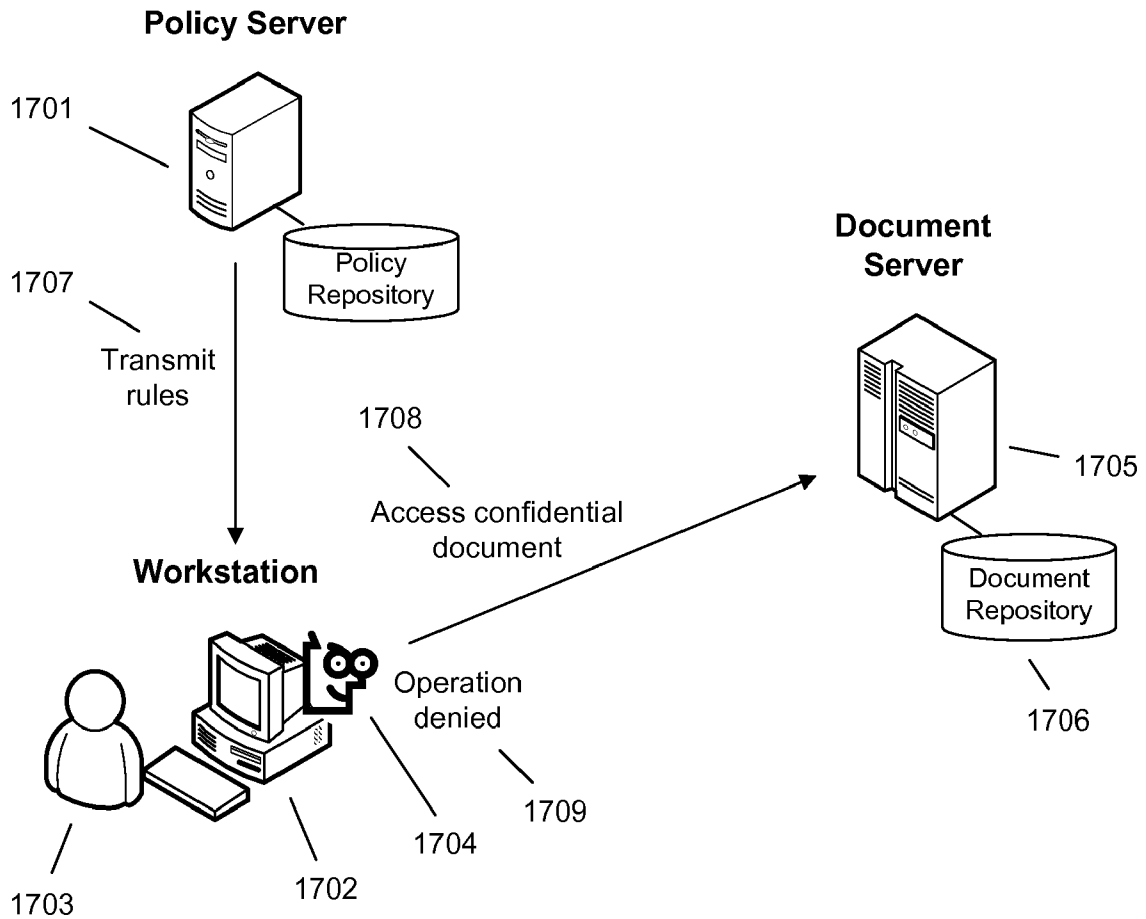 Policy Server
1701
Policy
Repository
1707
Transmit
rules
Document
Server
1708
1705
Access confidential
document
Workstation
Document
Repository
Operation
denied
1706
1709
1704
1702
1703